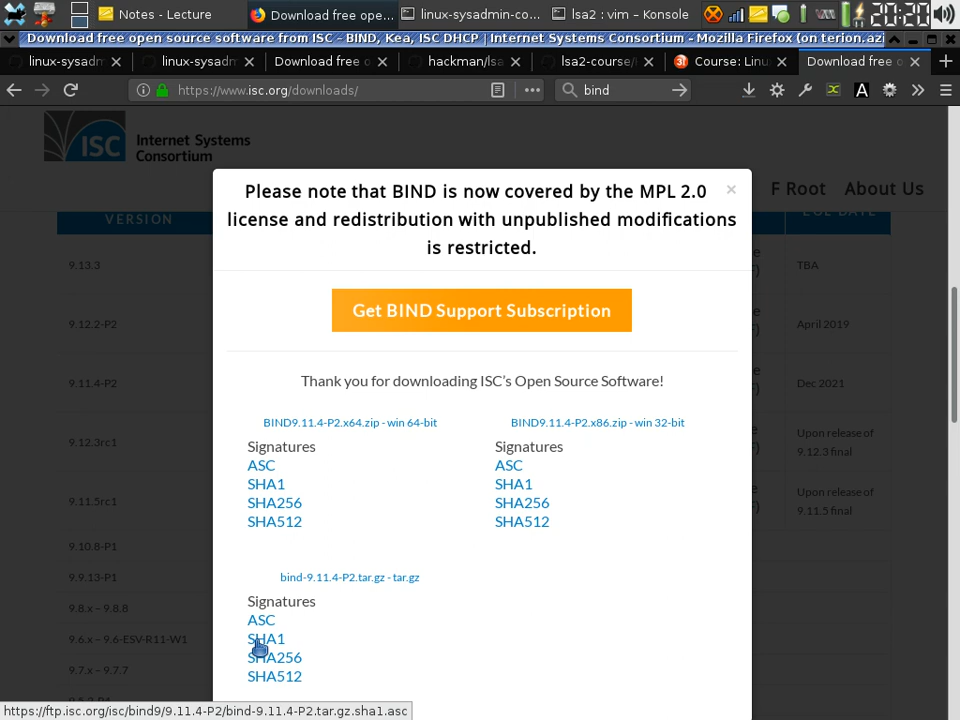 Notes - Lecture
Download free ope...
linux-sysadmin-co...
lsa2 : vim – Konsole
20:20
Download free open source software from ISC - BIND, Kea, ISC DHCP | Internet Systems Consortium - Mozilla Firefox (on terion.azi
linux-sysadm
linux-sysadm
Download free o
hackman/lsa
lsa2-course/
Course: Linu
Download free o
https://www.isc.org/downloads/
bind
A
ISC
Internet Systems
Consortium
F Root
About Us
VERSION
EOL DATE
Please note that BIND is now covered by the MPL 2.0
license and redistribution with unpublished modifications
is restricted.
×
9.13.3
TBA
Get BIND Support Subscription
9.12.2-P2
April 2019
Thank you for downloading ISC's Open Source Software!
9.11.4-P2
Dec 2021
BIND9.11.4-P2.x64.zip - win 64-bit
BIND9.11.4-P2.x86.zip - win 32-bit
Signatures
ASC
SHA1
SHA256
SHA512
Signatures
ASC
SHA1
SHA256
SHA512
9.12.3rc1
Upon release of
9.12.3 final
9.11.5rc1
Upon release of
9.11.5 final
9.10.8-P1
9.9.13-P1
9.8.x – 9.8.8
9.6.x – 9.6-ESV-R11-W1
9.7.x – 9.7.7
bind-9.11.4-P2.tar.gz - tar.gz
Signatures
ASC
SHA1
SHA256
SHA512
https://ftp.isc.org/isc/bind9/9.11.4-P2/bind-9.11.4-P2.tar.gz.sha1.asc